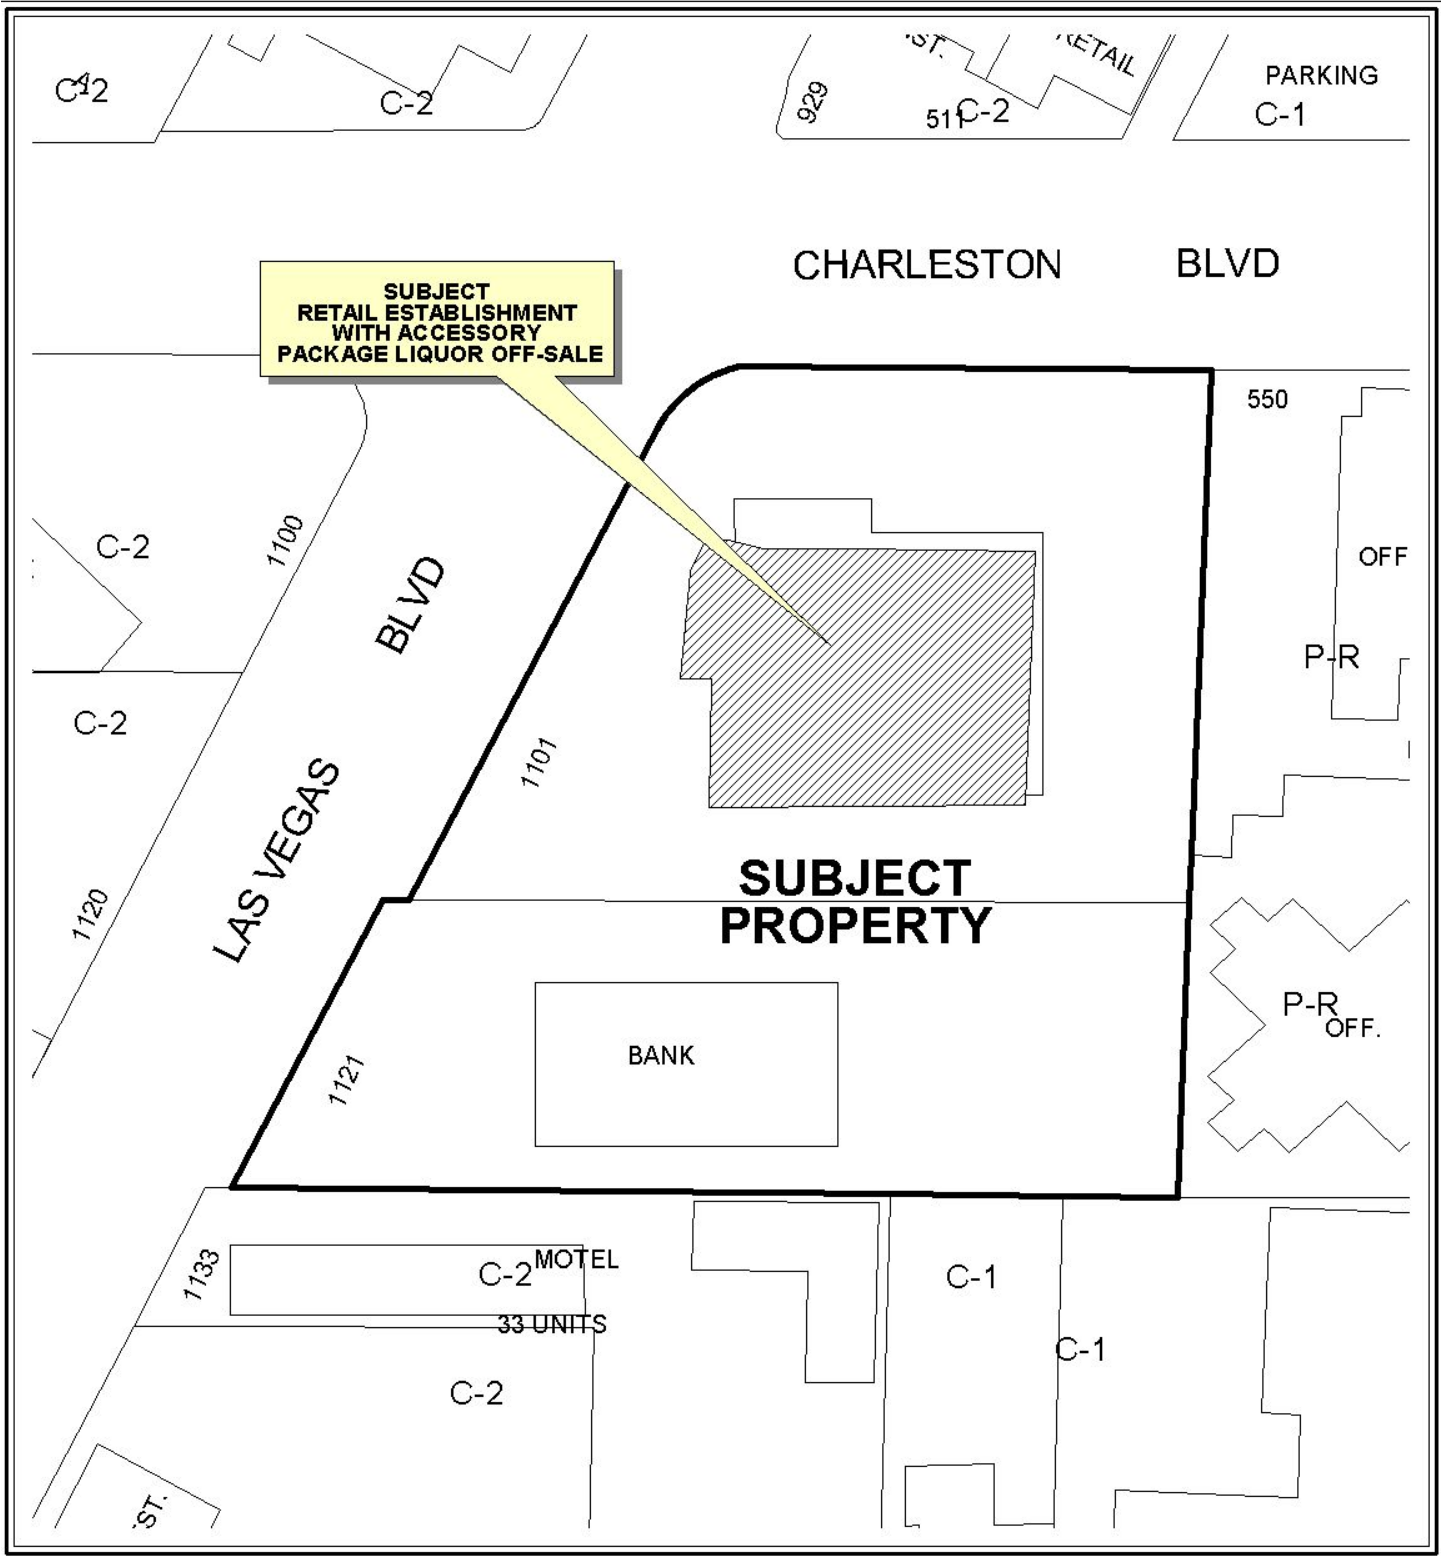 C-2
C-2
929
ST.
RETAIL
511
C-2
PARKING
C-1
CHARLESTON BLVD
SUBJECT
RETAIL ESTABLISHMENT
WITH ACCESSORY
PACKAGE LIQUOR OFF-SALE
550
C-2
1100
LAS VEGAS BLVD
OFF
P-R
C-2
1101
1120
SUBJECT
PROPERTY
P-R
OFF.
BANK
1121
1133
C-2
MOTEL
33 UNITS
C-1
C-1
C-2
ST.